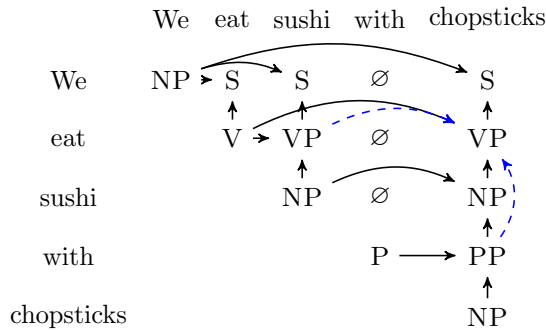 We eat sushi with chopsticks
We NP S S ∅ S
eat V VP ∅ VP
sushi NP ∅ NP
with P PP
chopsticks NP